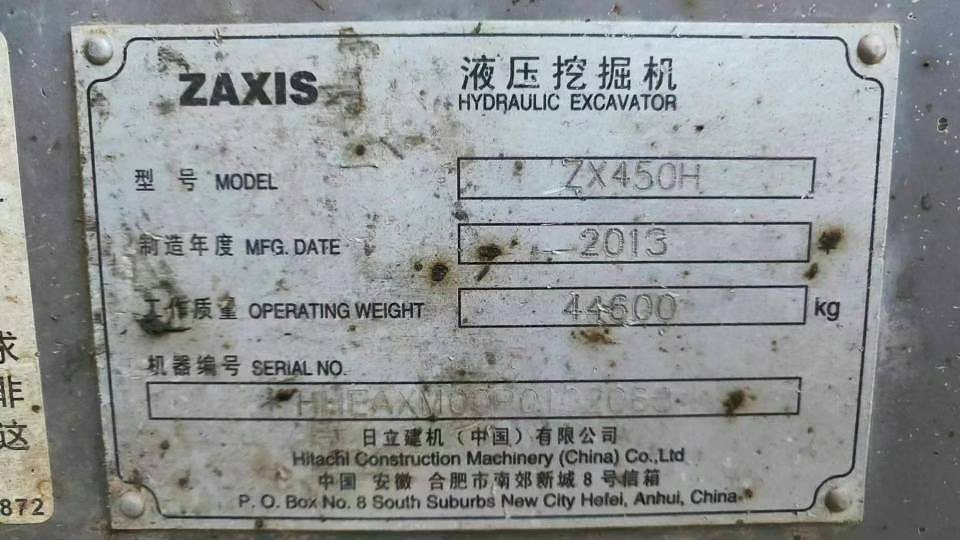 ZAXIS
液压挖掘机
HYDRAULIC EXCAVATOR
型号 MODEL ZX450H
制造年度 MFG. DATE 2013
工作质量 OPERATING WEIGHT 44600 kg
机器编号 SERIAL NO.
日立建机（中国）有限公司
Hitachi Construction Machinery (China) Co.,Ltd
中国 安徽 合肥市南郊新城 8 号信箱
P. O. Box No. 8 South Suburbs New City Hefei, Anhui, China
求
非
这
872